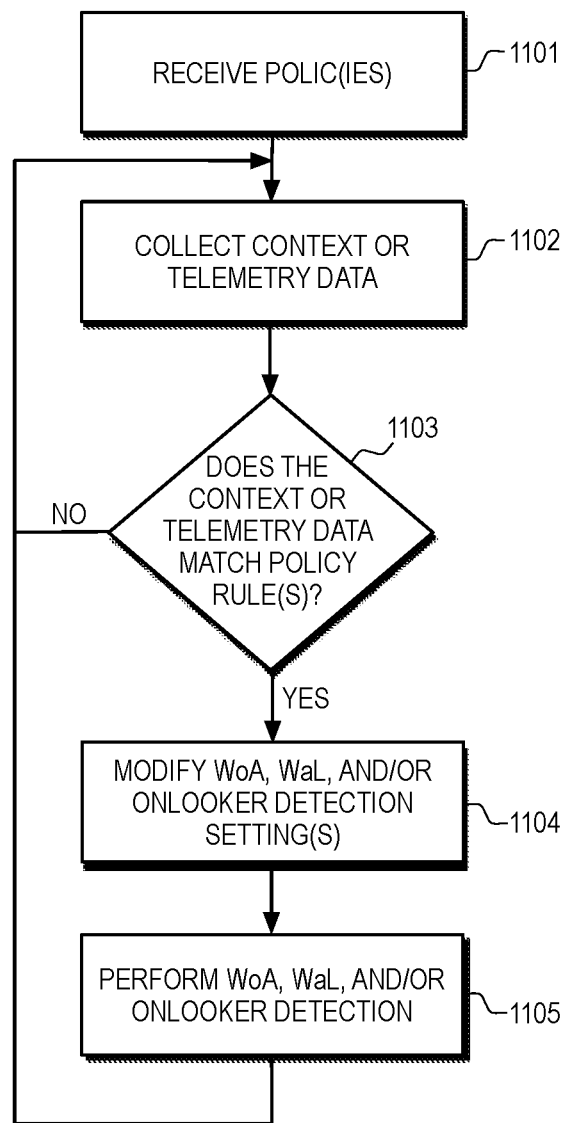 RECEIVE POLIC(IES)
1101
COLLECT CONTEXT OR
TELEMETRY DATA
1102
1103
DOES THE
CONTEXT OR
TELEMETRY DATA
MATCH POLICY
RULE(S)?
NO
YES
MODIFY WoA, WaL, AND/OR
ONLOOKER DETECTION
SETTING(S)
1104
PERFORM WoA, WaL, AND/OR
ONLOOKER DETECTION
1105